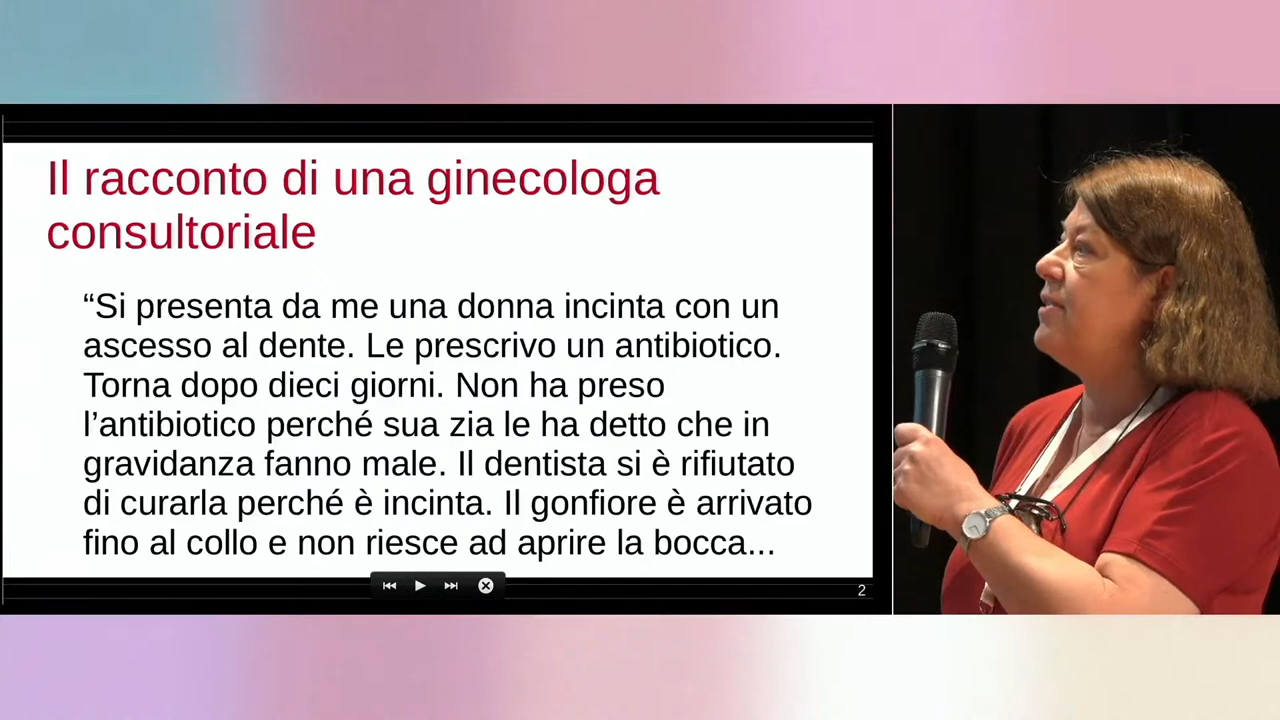 Il racconto di una ginecologa
consultoriale
“Si presenta da me una donna incinta con un
ascesso al dente. Le prescrivo un antibiotico.
Torna dopo dieci giorni. Non ha preso
l’antibiotico perché sua zia le ha detto che in
gravidanza fanno male. Il dentista si è rifiutato
di curarla perché è incinta. Il gonfiore è arrivato
fino al collo e non riesce ad aprire la bocca...
2